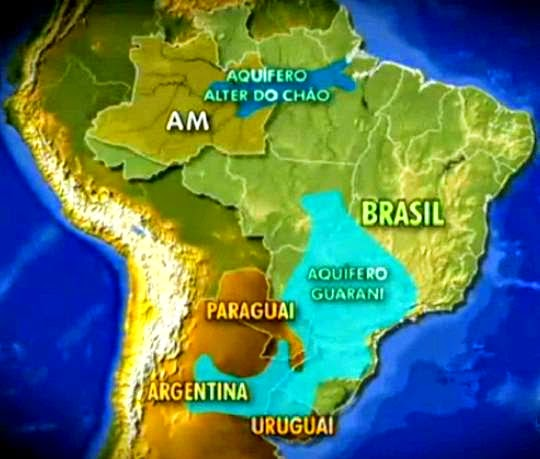 AQUÍFERO
ALTER DO CHÃO
AM
BRASIL
AQUÍFERO
GUARANI
PARAGUAI
ARGENTINA
URUGUAI